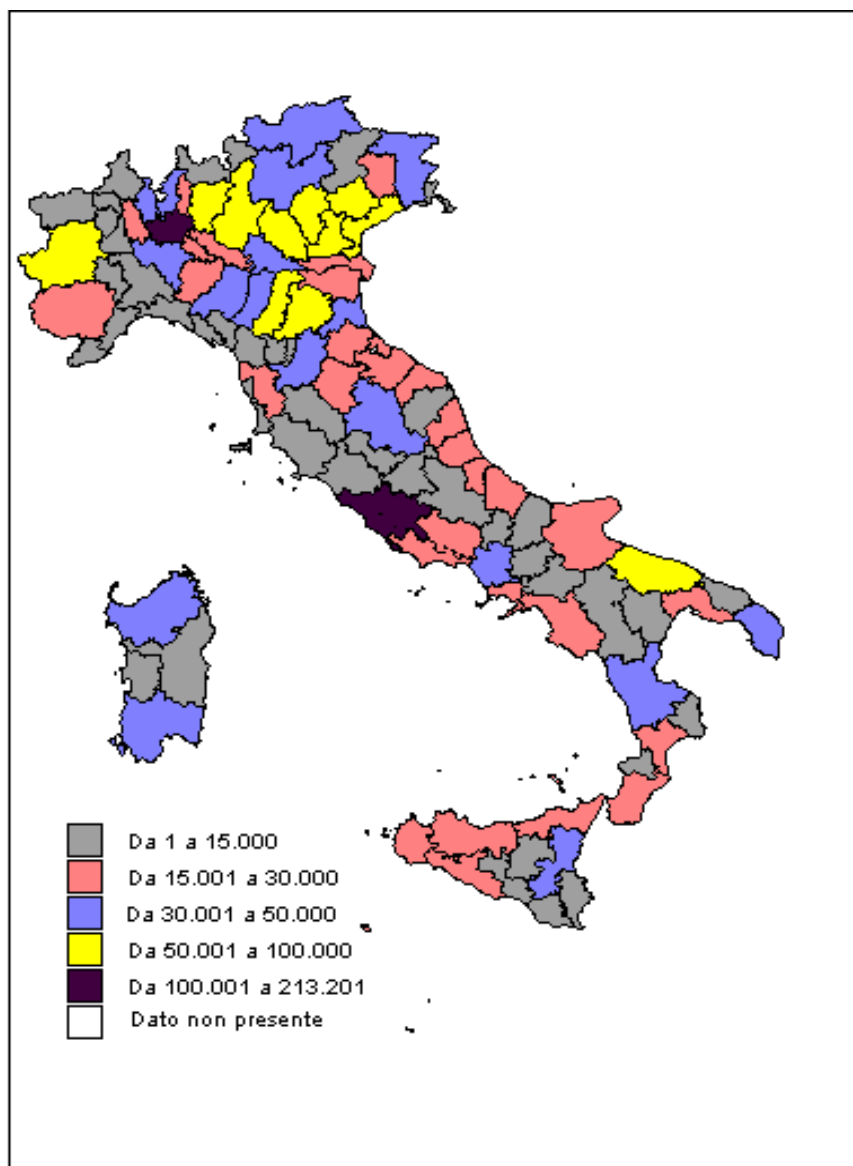 Da 1 a 15.000
Da 15.001 a 30.000
Da 30.001 a 50.000
Da 50.001 a 100.000
Da 100.001 a 213.201
Dato non presente